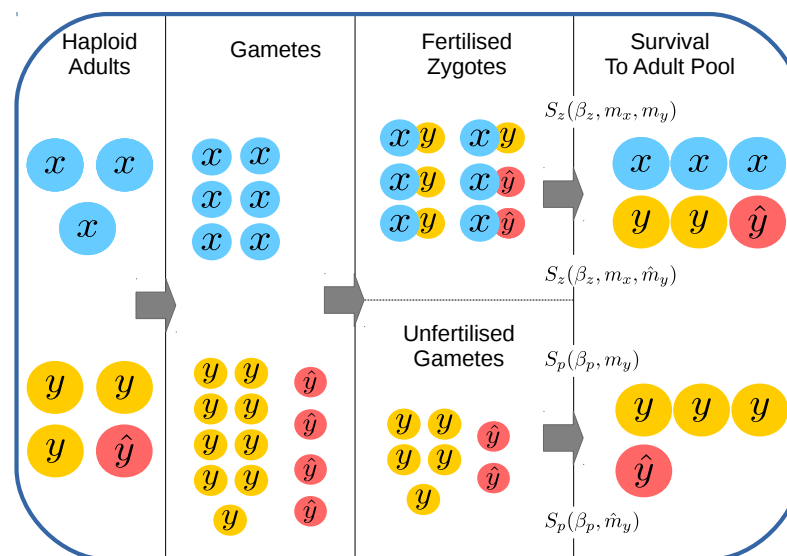 Haploid
Adults
Gametes
Fertilised
Zygotes
Survival
To Adult Pool
x x
x
y y
y ŷ
x x
x x
x x
y y ŷ
y y ŷ
y y ŷ
y y ŷ
y
x y x y
x y x ŷ
x y x ŷ
Unfertilised
Gametes
y y ŷ
y y ŷ
y
S_z(β_z, m_x, m_y)
x x x
y y ŷ
S_z(β_z, m_x, m̂_y)
S_p(β_p, m_y)
y y y
ŷ
S_p(β_p, m̂_y)